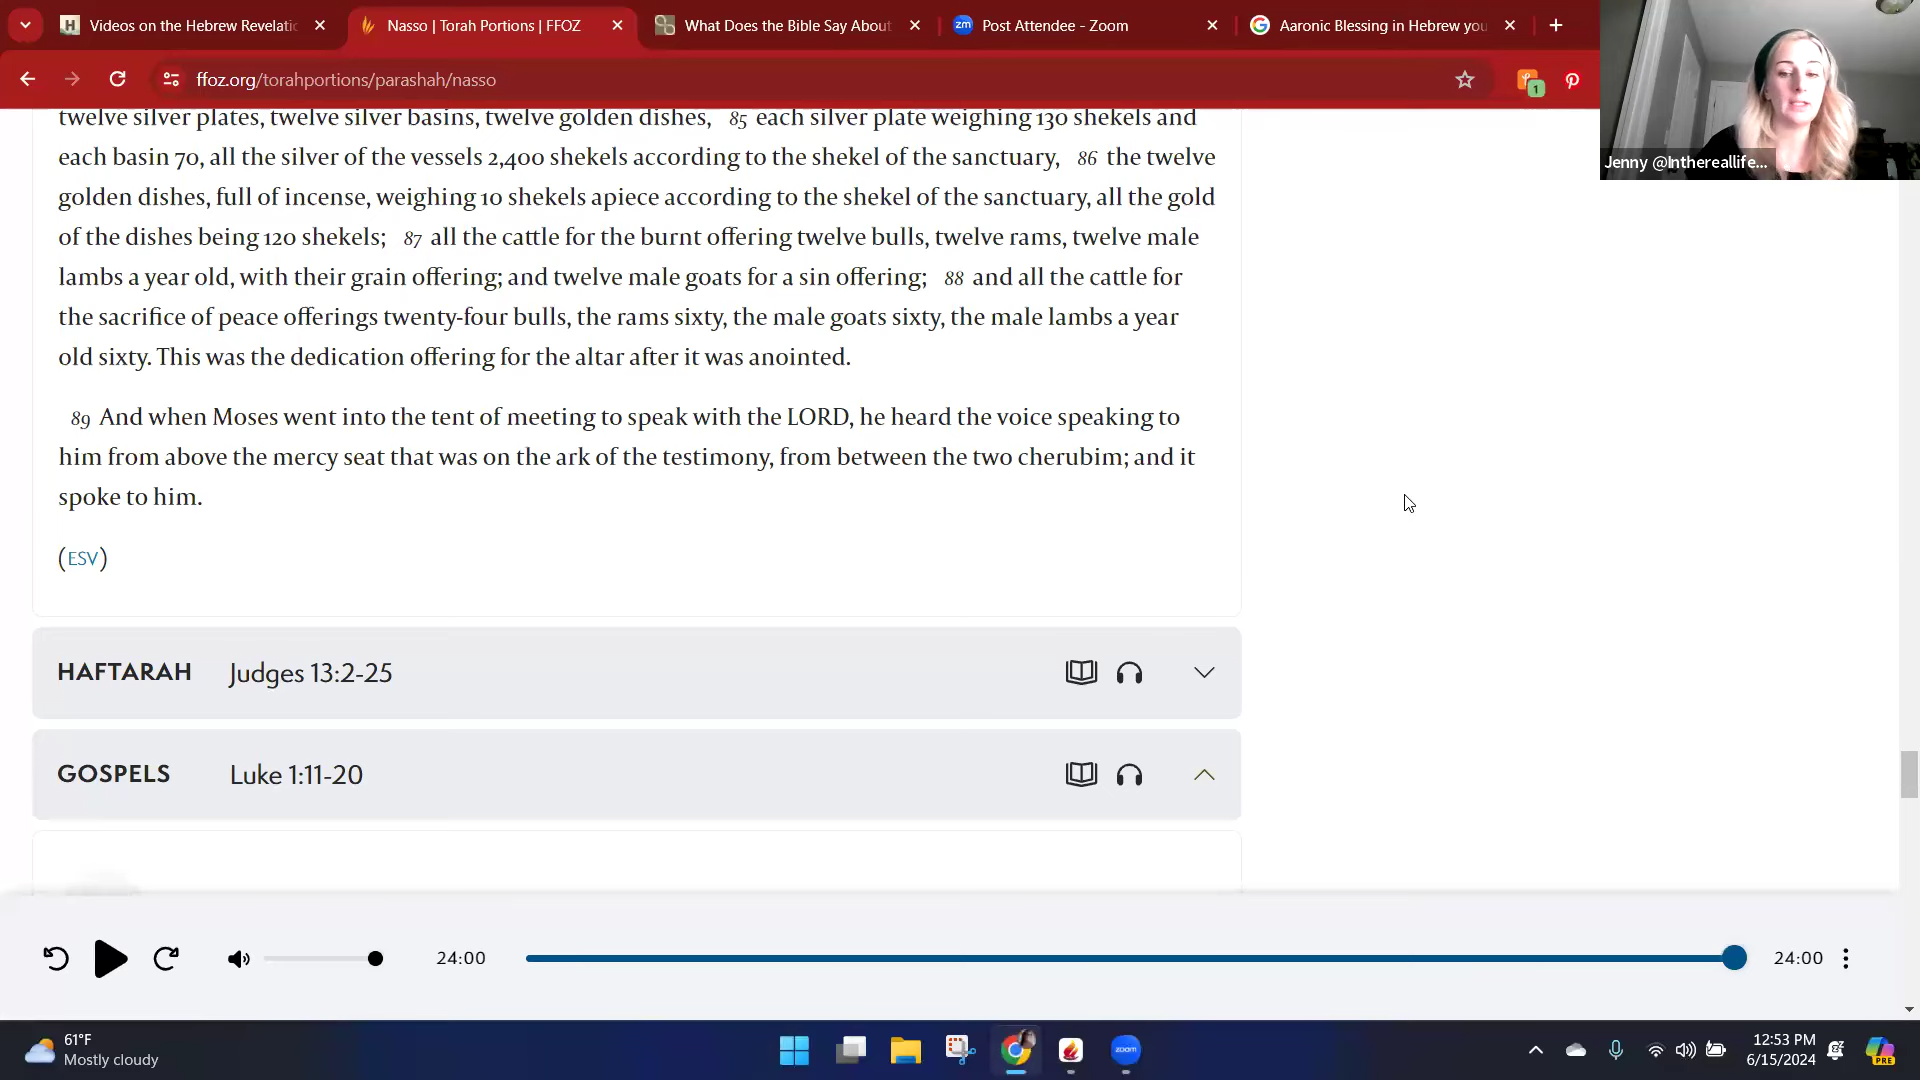 Videos on the Hebrew Revelatic
Nasso | Torah Portions | FFOZ
What Does the Bible Say About
zm
Post Attendee - Zoom
Aaronic Blessing in Hebrew you
ffoz.org/torahportions/parashah/nasso
1
Jenny @Inthereallife...
twelve silver plates, twelve silver basins, twelve golden dishes, 85 each silver plate weighing 130 shekels and
each basin 70, all the silver of the vessels 2,400 shekels according to the shekel of the sanctuary, 86 the twelve
golden dishes, full of incense, weighing 10 shekels apiece according to the shekel of the sanctuary, all the gold
of the dishes being 120 shekels; 87 all the cattle for the burnt offering twelve bulls, twelve rams, twelve male
lambs a year old, with their grain offering; and twelve male goats for a sin offering; 88 and all the cattle for
the sacrifice of peace offerings twenty-four bulls, the rams sixty, the male goats sixty, the male lambs a year
old sixty. This was the dedication offering for the altar after it was anointed.
89 And when Moses went into the tent of meeting to speak with the LORD, he heard the voice speaking to
him from above the mercy seat that was on the ark of the testimony, from between the two cherubim; and it
spoke to him.
(ESV)
HAFTARAH Judges 13:2-25
GOSPELS Luke 1:11-20
24:00
24:00
61°F
Mostly cloudy
zoom
12:53 PM
6/15/2024
PRE